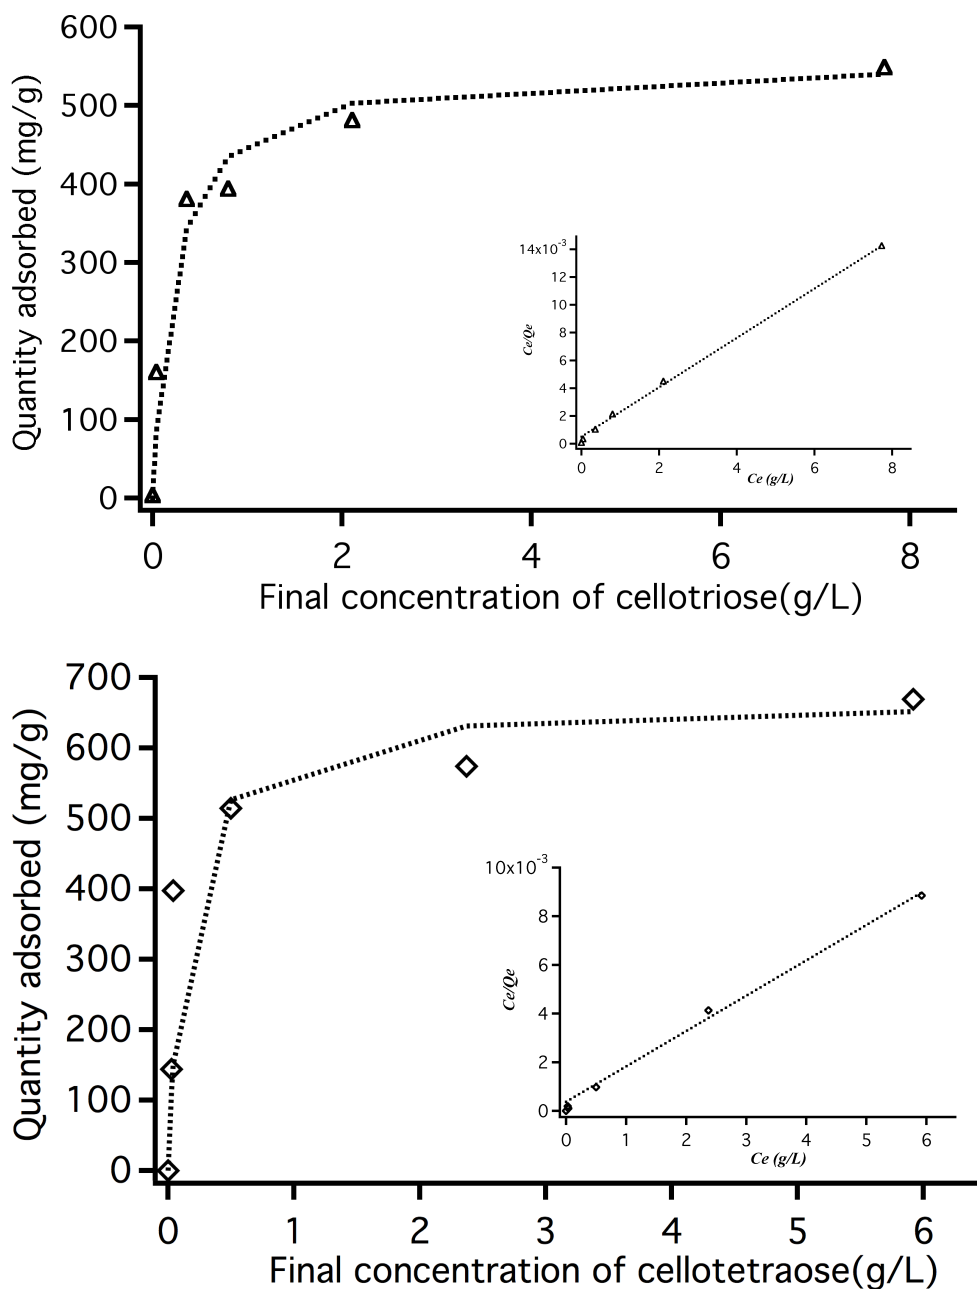 600
500
400
300
200
100
0
Quantity adsorbed (mg/g)
0 2 4 6 8
Final concentration of cellotriose(g/L)
14x10-3
12
10
8
6
4
2
0
Ce/Qe
0 2 4 6 8
Ce (g/L)
700
600
500
400
300
200
100
0
Quantity adsorbed (mg/g)
0 1 2 3 4 5 6
Final concentration of cellotetraose(g/L)
10x10-3
8
6
4
2
0
Ce/Qe
0 1 2 3 4 5 6
Ce (g/L)